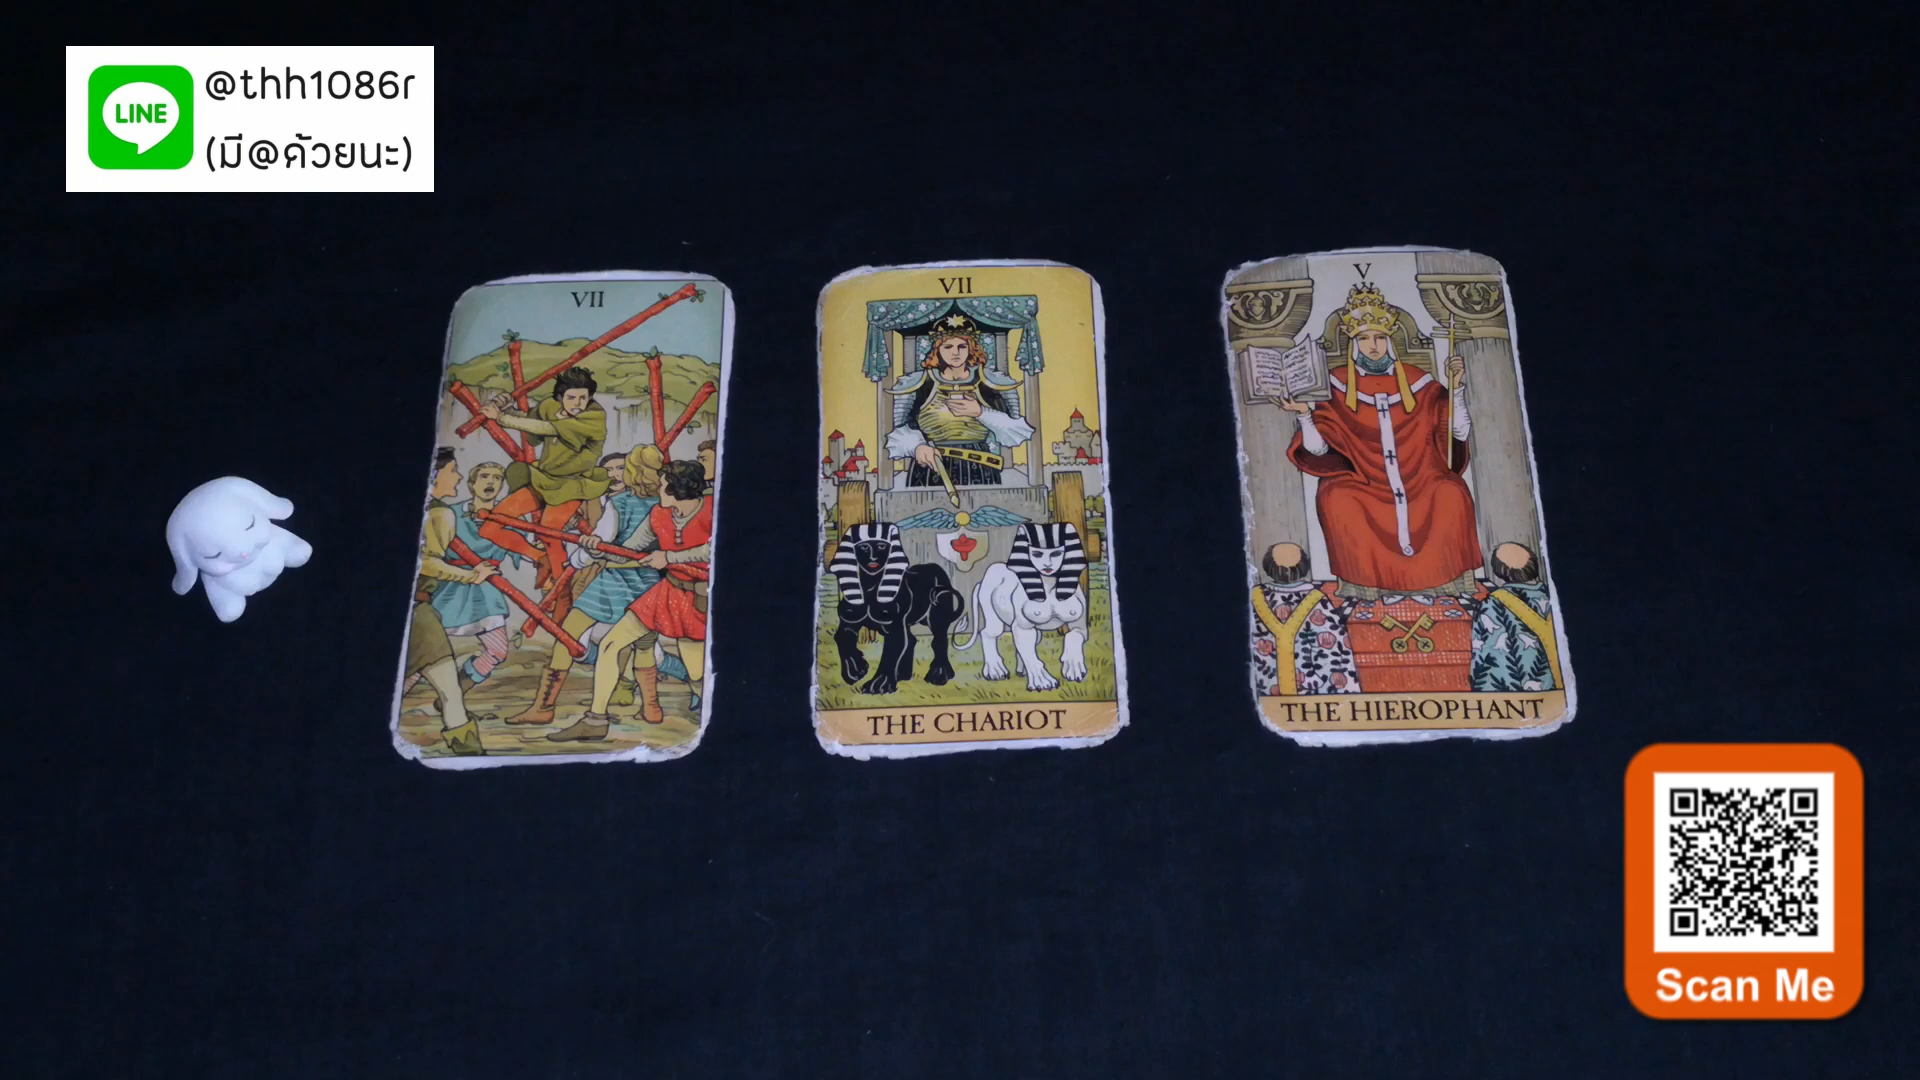 LINE
@thh1086r
(มี@ด้วยนะ)
VII
VII
THE CHARIOT
V
THE HIEROPHANT
Scan Me